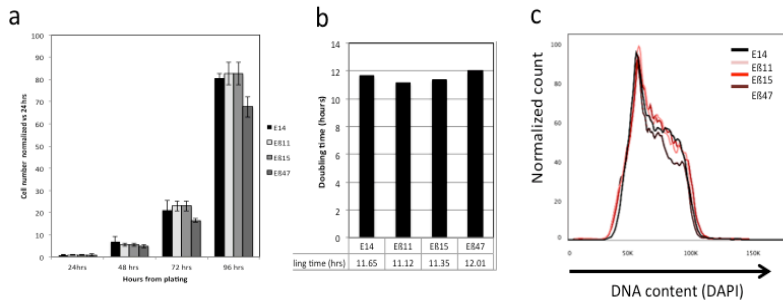 a
Cell number normalized vs 24 hrs
100
90
80
70
60
50
40
30
20
10
0
24hrs
48 hrs
72 hrs
96 hrs
Hours from plating
E14
Eß11
Eß15
Eß47
b
Doubling time (hours)
14
12
10
8
6
4
2
0
E14 Eß11 Eß15 Eß47
ling time (hrs) 11.65 11.12 11.35 12.01
c
Normalized count
100
80
60
40
20
0
0 50K 100K 150K
E14
Eß11
Eß15
Eß47
DNA content (DAPI)